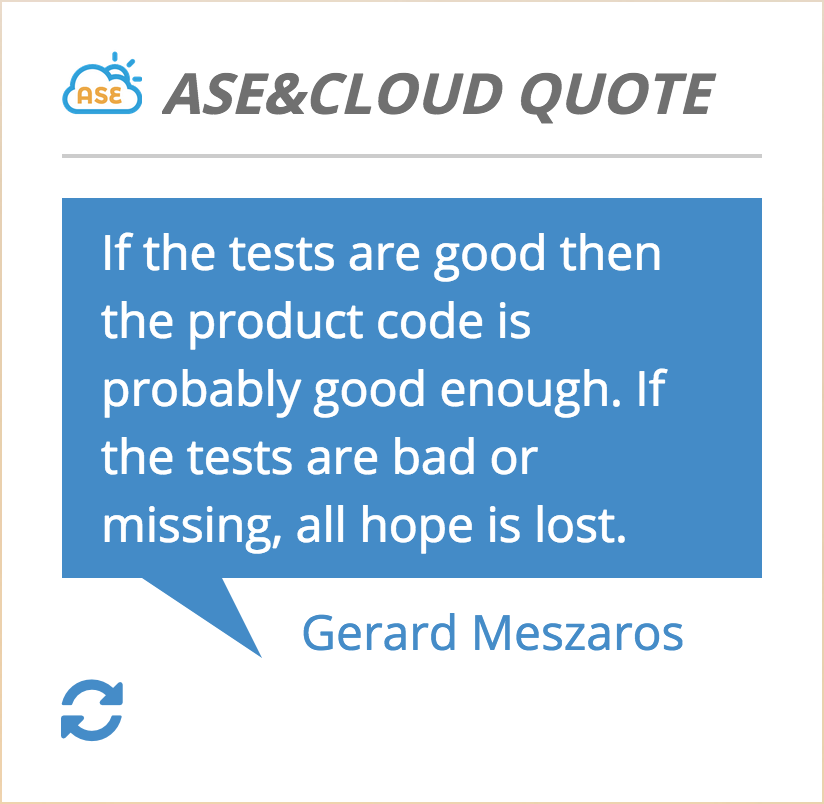 ASE
ASE&CLOUD QUOTE
If the tests are good then
the product code is
probably good enough. If
the tests are bad or
missing, all hope is lost.
Gerard Meszaros